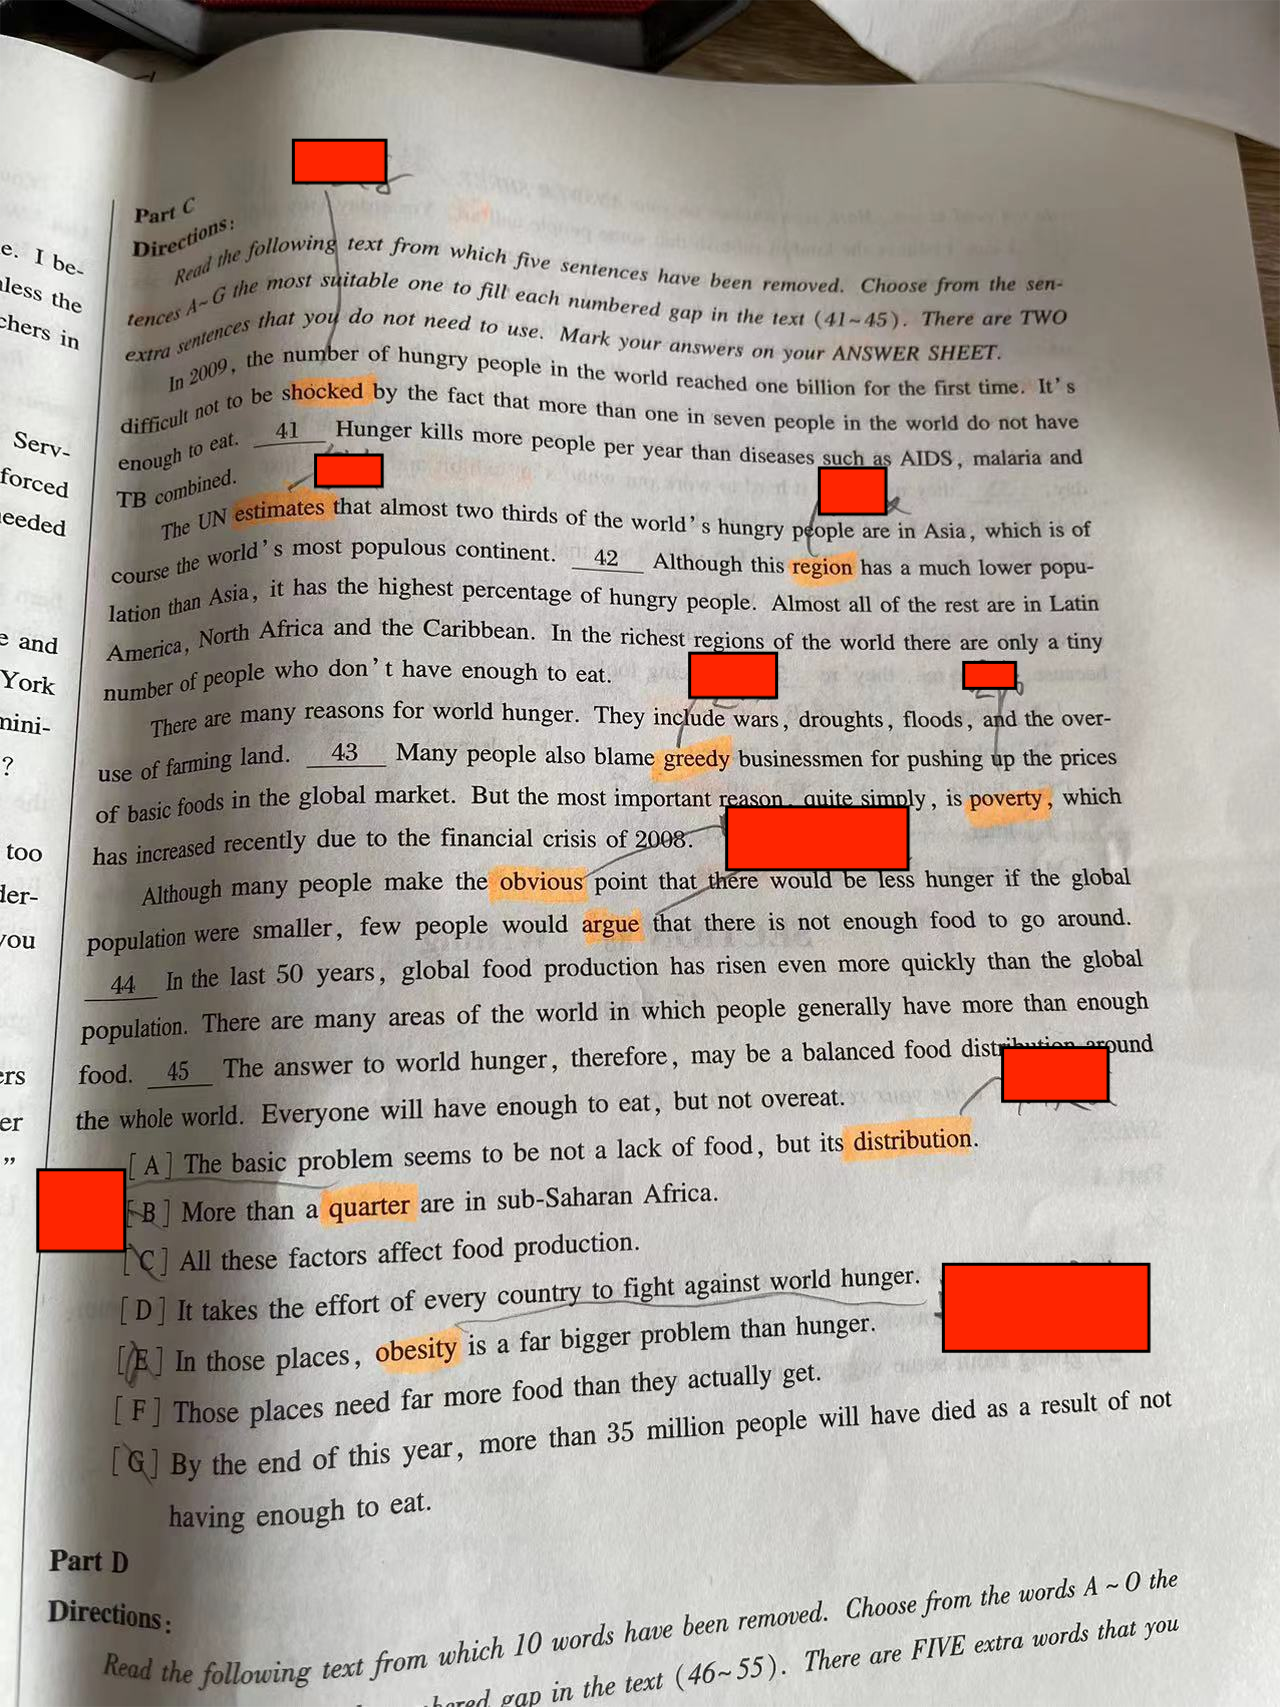 e. I be-
less the
chers in
Serv-
forced
needed
e and
York
mini-
?
too
der-
you
ers
er
”
Part C
Directions:
Read the following text from which five sentences have been removed. Choose from the sen-
tences A~G the most suitable one to fill each numbered gap in the text (41~45). There are TWO
extra sentences that you do not need to use. Mark your answers on your ANSWER SHEET.
In 2009, the number of hungry people in the world reached one billion for the first time. It's
difficult not to be shocked by the fact that more than one in seven people in the world do not have
enough to eat. 41 Hunger kills more people per year than diseases such as AIDS, malaria and
TB combined.
The UN estimates that almost two thirds of the world's hungry people are in Asia, which is of
course the world's most populous continent. 42 Although this region has a much lower popu-
lation than Asia, it has the highest percentage of hungry people. Almost all of the rest are in Latin
America, North Africa and the Caribbean. In the richest regions of the world there are only a tiny
number of people who don't have enough to eat.
There are many reasons for world hunger. They include wars, droughts, floods, and the over-
use of farming land. 43 Many people also blame greedy businessmen for pushing up the prices
of basic foods in the global market. But the most important reason, quite simply, is poverty, which
has increased recently due to the financial crisis of 2008.
Although many people make the obvious point that there would be less hunger if the global
population were smaller, few people would argue that there is not enough food to go around.
44 In the last 50 years, global food production has risen even more quickly than the global
population. There are many areas of the world in which people generally have more than enough
food. 45 The answer to world hunger, therefore, may be a balanced food distribution around
the whole world. Everyone will have enough to eat, but not overeat.
[A] The basic problem seems to be not a lack of food, but its distribution.
[B] More than a quarter are in sub-Saharan Africa.
[C] All these factors affect food production.
[D] It takes the effort of every country to fight against world hunger.
[E] In those places, obesity is a far bigger problem than hunger.
[F] Those places need far more food than they actually get.
[G] By the end of this year, more than 35 million people will have died as a result of not
having enough to eat.
Part D
Directions:
Read the following text from which 10 words have been removed. Choose from the words A~O the
gap in the text (46~55). There are FIVE extra words that you